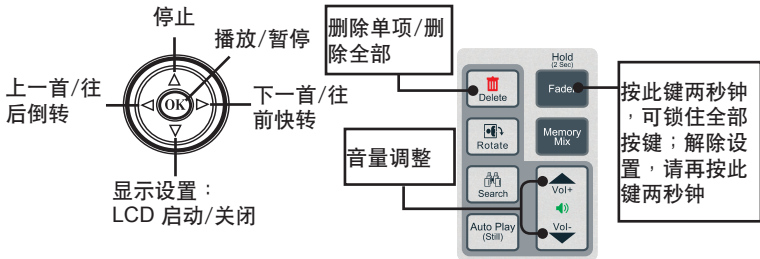 停止
播放/暂停
上一首/往
后倒转
OK
下一首/往
前快转
显示设置：
LCD 启动/关闭
删除单项/删
除全部
音量调整
Hold
(2 Sec)
Delete
Fade
Rotate
Memory
Mix
Search
Vol+
Auto Play
(Still)
Vol-
按此键两秒钟
，可锁住全部
按键；解除设
置，请再按此
键两秒钟